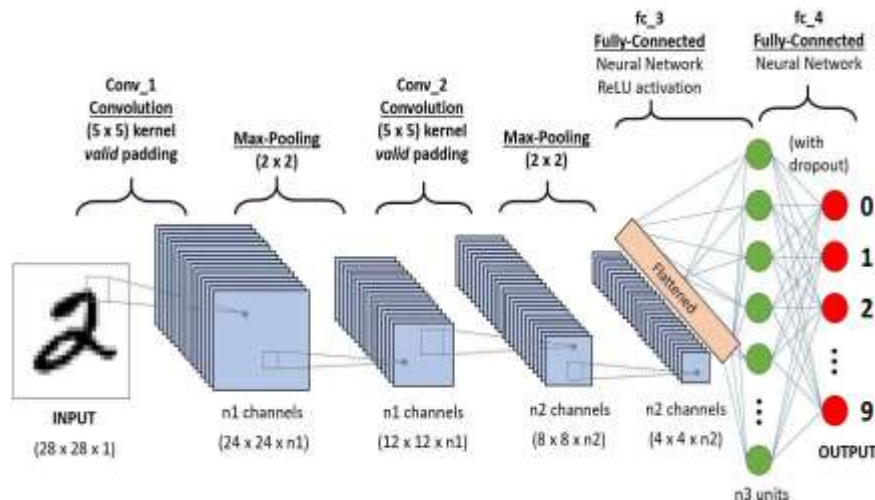 fc_3
Fully-Connected
Neural Network
ReLU activation
fc_4
Fully-Connected
Neural Network
Conv_1
Convolution
(5 x 5) kernel
valid padding
Max-Pooling
(2 x 2)
Conv_2
Convolution
(5 x 5) kernel
valid padding
Max-Pooling
(2 x 2)
(with
dropout)
0
1
2
9
2
Flattened
INPUT
(28 x 28 x 1)
n1 channels
(24 x 24 x n1)
n1 channels
(12 x 12 x n1)
n2 channels
(8 x 8 x n2)
n2 channels
(4 x 4 x n2)
OUTPUT
n3 units